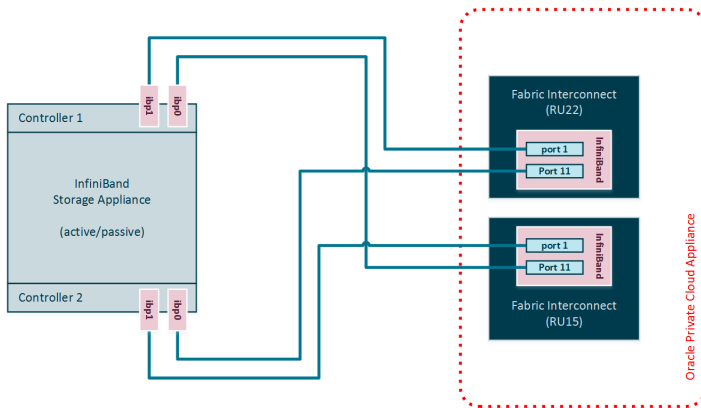 ibp1
ibp0
Controller 1
InfiniBand
Storage Appliance
(active/passive)
Controller 2
ibp1
ibp0
Fabric Interconnect
(RU22)
port 1
Port 11
InfiniBand
port 1
Port 11
InfiniBand
Fabric Interconnect
(RU15)
Oracle Private Cloud Appliance